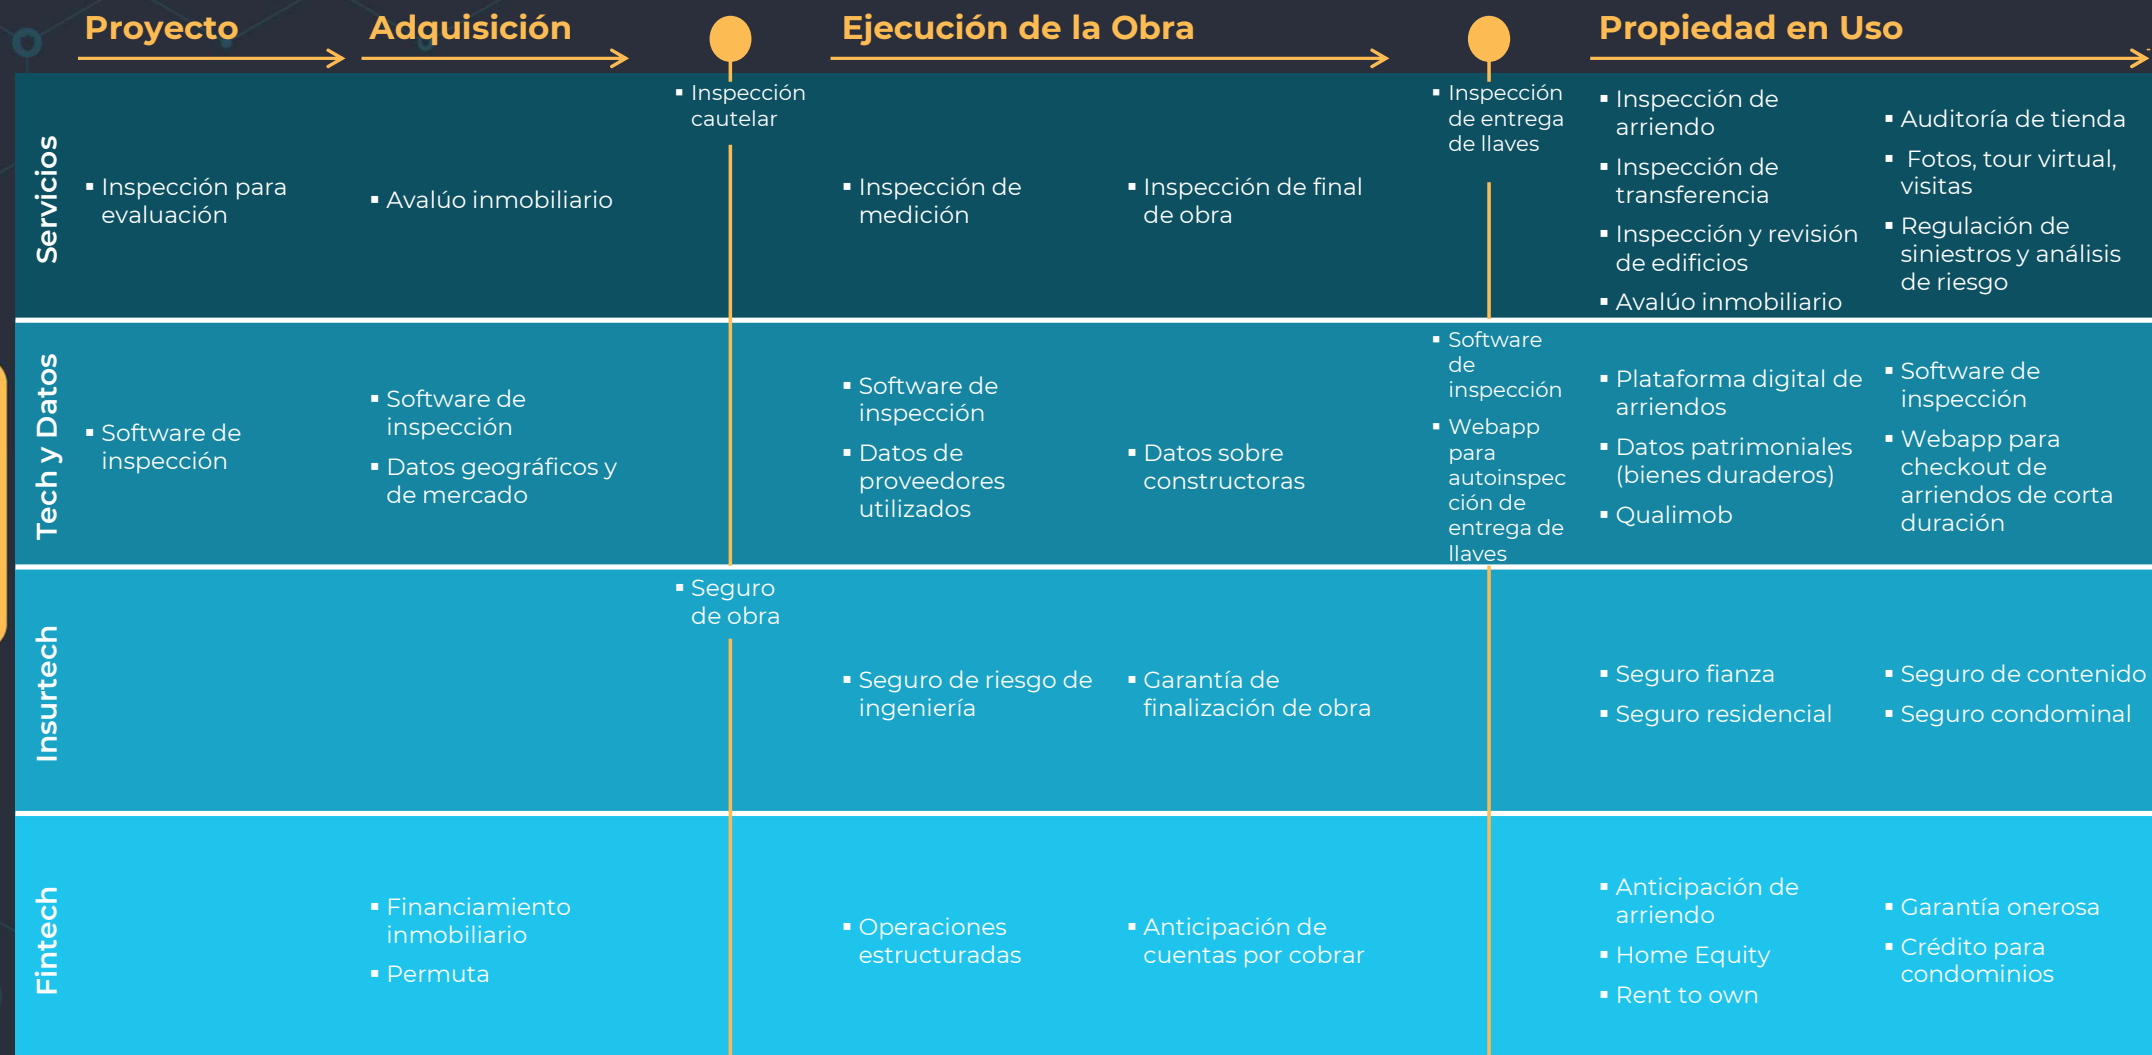 Proyecto
Adquisición
Ejecución de la Obra
Propiedad en Uso
Servicios
▪ Inspección para
evaluación
▪ Avalúo inmobiliario
▪ Inspección
cautelar
▪ Inspección de
medición
▪ Inspección de final
de obra
▪ Inspección
de entrega
de llaves
▪ Inspección de
arriendo
▪ Inspección de
transferencia
▪ Inspección y revisión
de edificios
▪ Avalúo inmobiliario
▪ Auditoría de tienda
▪ Fotos, tour virtual,
visitas
▪ Regulación de
siniestros y análisis
de riesgo
Tech y Datos
▪ Software de
inspección
▪ Software de
inspección
▪ Datos geográficos y
de mercado
▪ Software de
inspección
▪ Datos de
proveedores
utilizados
▪ Datos sobre
constructoras
▪ Software
de
inspección
▪ Webapp
para
autoinspec
ción de
entrega de
llaves
▪ Plataforma digital de
arriendos
▪ Datos patrimoniales
(bienes duraderos)
▪ Qualimob
▪ Software de
inspección
▪ Webapp para
checkout de
arriendos de corta
duración
Insurtech
▪ Seguro
de obra
▪ Seguro de riesgo de
ingeniería
▪ Garantía de
finalización de obra
▪ Seguro fianza
▪ Seguro residencial
▪ Seguro de contenido
▪ Seguro condominal
Fintech
▪ Financiamiento
inmobiliario
▪ Permuta
▪ Operaciones
estructuradas
▪ Anticipación de
cuentas por cobrar
▪ Anticipación de
arriendo
▪ Home Equity
▪ Rent to own
▪ Garantía onerosa
▪ Crédito para
condominios